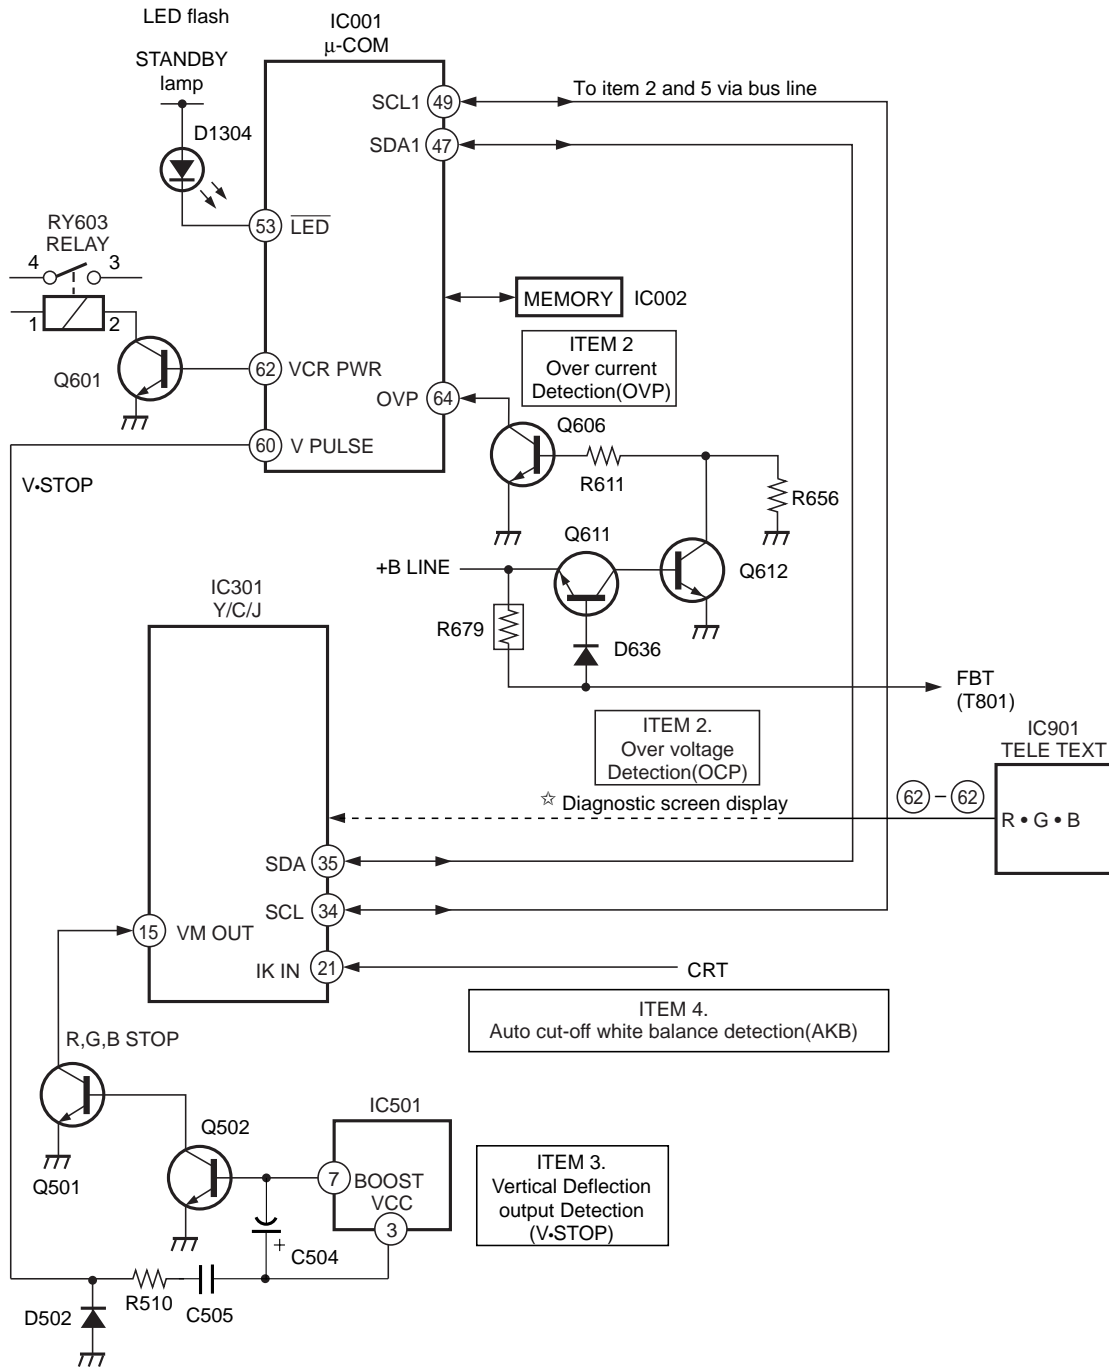 LED flash
STANDBY
lamp
D1304
RY603
RELAY
4
3
1
2
Q601
IC001
µ-COM
SCL1
49
SDA1
47
To item 2 and 5 via bus line
53
LED
MEMORY
IC002
62
VCR PWR
OVP
64
60
V PULSE
V•STOP
ITEM 2
Over current
Detection(OVP)
Q606
R611
R656
Q611
+B LINE
Q612
R679
D636
FBT
(T801)
ITEM 2.
Over voltage
Detection(OCP)
IC901
TELE TEXT
62 – 62
R • G • B
☆ Diagnostic screen display
IC301
Y/C/J
SDA
35
SCL
34
15
VM OUT
IK IN
21
CRT
ITEM 4.
Auto cut-off white balance detection(AKB)
R,G,B STOP
Q501
Q502
IC501
7
BOOST
VCC
3
+
C504
ITEM 3.
Vertical Deflection
output Detection
(V•STOP)
D502
R510
C505